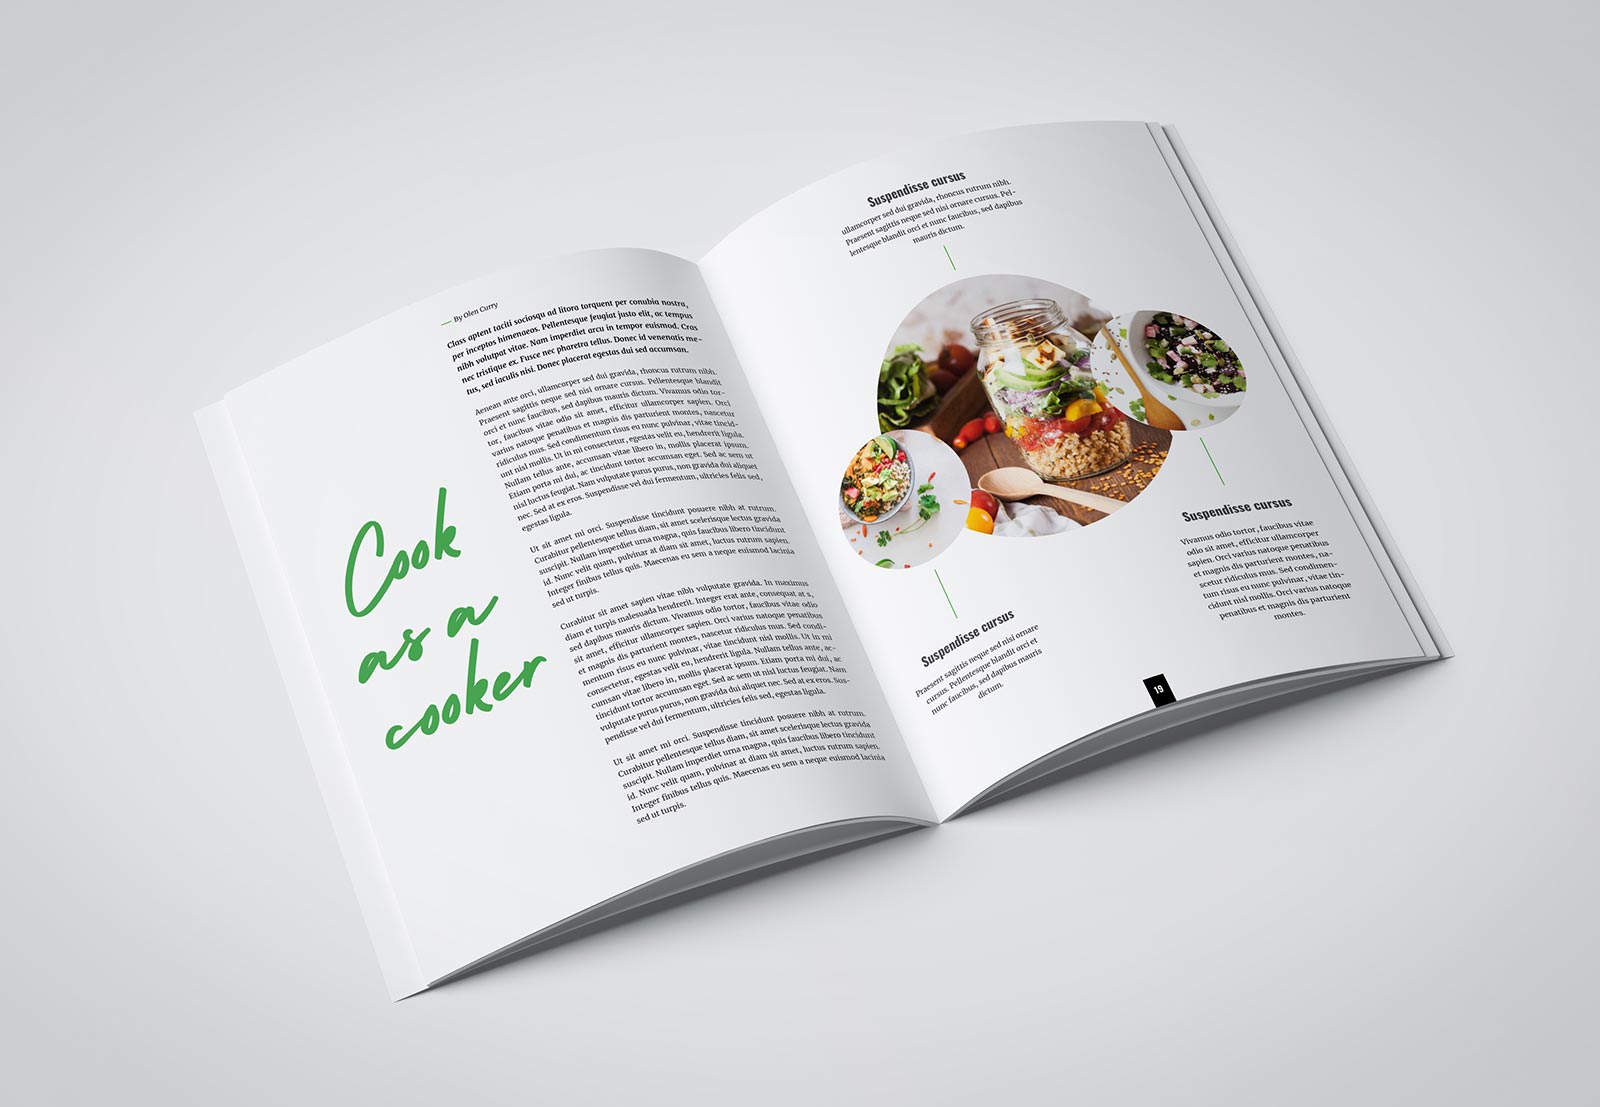 Cook
as a
cooker
By Olen Curry
Class aptent taciti sociosqu ad litora torquent per conubia nostra,
per inceptos himenaeos. Pellentesque feugiat justo elit, ac tempus
nibh volutpat vitae. Nam imperdiet arcu in tempor euismod. Cras
nec tristique ex. Fusce nec pharetra tellus. Donec id venenatis me-
tus, sed iaculis nisi. Donec placerat egestas dui sed accumsan.
Aenean ante orci, ullamcorper sed dui gravida, rhoncus rutrum nibh.
Praesent sagittis neque sed nisi ornare cursus. Pellentesque blandit
orci et nunc faucibus, sed dapibus mauris dictum. Vivamus odio tor-
tor, faucibus vitae odio sit amet, efficitur ullamcorper sapien. Orci
varius natoque penatibus et magnis dis parturient montes, nascetur
ridiculus mus. Sed condimentum risus eu nunc pulvinar, vitae tincid-
unt nisl mollis. Ut in mi consectetur, egestas velit eu, hendrerit ligula.
Nullam tellus ante, accumsan vitae libero in, mollis placerat ipsum.
Etiam porta mi dui, ac tincidunt tortor accumsan eget. Sed ac sem ut
nisl luctus feugiat. Nam vulputate purus purus, non gravida dui aliquet
nec. Sed at ex eros. Suspendisse vel dui fermentum, ultricies felis sed,
egestas ligula.
Ut sit amet mi orci. Suspendisse tincidunt posuere nibh at rutrum.
Curabitur pellentesque tellus diam, sit amet scelerisque lectus gravida
suscipit. Nullam imperdiet urna magna, quis faucibus libero tincidunt
id. Nunc velit quam, pulvinar at diam sit amet, luctus rutrum sapien.
Integer finibus tellus quis. Maecenas eu sem a neque euismod lacinia
sed ut turpis.
Curabitur sit amet sapien vitae nibh vulputate gravida. In maximus
diam et turpis malesuada hendrerit. Integer erat ante, consequat at s,
sed dapibus mauris dictum. Vivamus odio tortor, faucibus vitae odio
sit amet, efficitur ullamcorper sapien. Orci varius natoque penatibus
et magnis dis parturient montes, nascetur ridiculus mus. Sed condi-
mentum risus eu nunc pulvinar, vitae tincidunt nisl mollis. Ut in mi
consectetur, egestas velit eu, hendrerit ligula. Nullam tellus ante, ac-
cumsan vitae libero in, mollis placerat ipsum. Etiam porta mi dui, ac
tincidunt tortor accumsan eget. Sed ac sem ut nisl luctus feugiat. Nam
vulputate purus purus, non gravida dui aliquet nec. Sed at ex eros. Sus-
pendisse vel dui fermentum, ultricies felis sed, egestas ligula.
Ut sit amet mi orci. Suspendisse tincidunt posuere nibh at rutrum.
Curabitur pellentesque tellus diam, sit amet scelerisque lectus gravida
suscipit. Nullam imperdiet urna magna, quis faucibus libero tincidunt
id. Nunc velit quam, pulvinar at diam sit amet, luctus rutrum sapien.
Integer finibus tellus quis. Maecenas eu sem a neque euismod lacinia
sed ut turpis.
Suspendisse cursus
ullamcorper sed dui gravida, rhoncus rutrum nibh.
Praesent sagittis neque sed nisi ornare cursus. Pel-
lentesque blandit orci et nunc faucibus, sed dapibus
mauris dictum.
Suspendisse cursus
Vivamus odio tortor, faucibus vitae
odio sit amet, efficitur ullamcorper
sapien. Orci varius natoque penatibus
et magnis dis parturient montes, na-
scetur ridiculus mus. Sed condimen-
tum risus eu nunc pulvinar, vitae tin-
cidunt nisl mollis. Orci varius natoque
penatibus et magnis dis parturient
montes.
Suspendisse cursus
Praesent sagittis neque sed nisi ornare
cursus. Pellentesque blandit orci et
nunc faucibus, sed dapibus mauris
dictum.
19